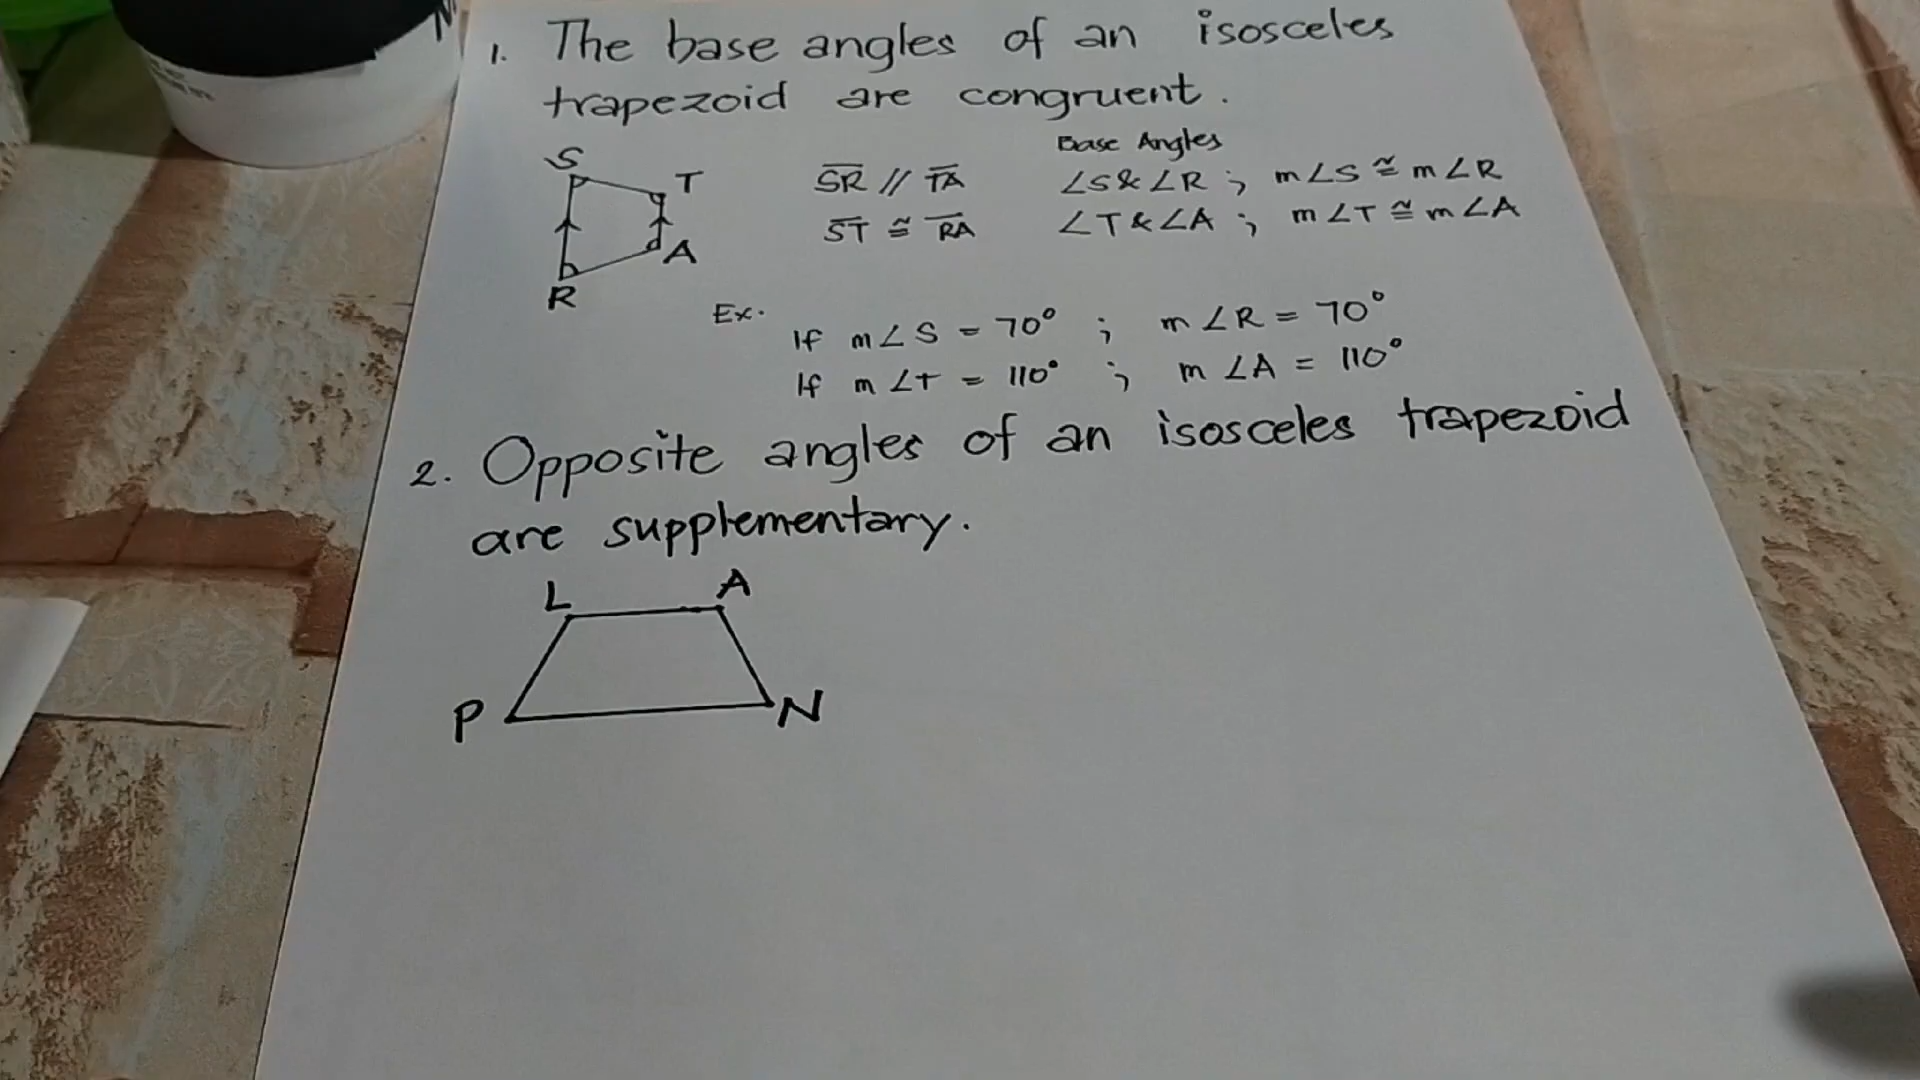 1. The base angles of an isosceles
trapezoid are congruent.
Base Angles
S T SR // TA ∠S & ∠R ; m∠S ≅ m∠R
ST ≅ RA ∠T & ∠A ; m∠T ≅ m∠A
A
R
Ex. If m∠S = 70° ; m∠R = 70°
If m∠T = 110° ; m∠A = 110°
2. Opposite angles of an isosceles trapezoid
are supplementary.
L A
P N